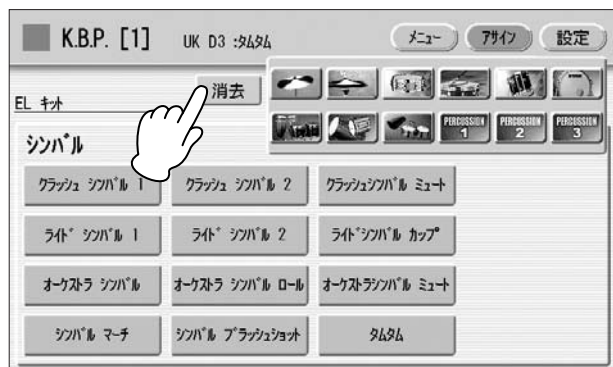 K.B.P. [1] UK D3 :ﾀﾑﾀﾑ ﾒﾆｭｰ ｱｻｲﾝ 設定
消去
EL ｷｯﾄ
PERCUSSION 1 PERCUSSION 2 PERCUSSION 3
ｼﾝﾊﾞﾙ
ｸﾗｯｼｭ ｼﾝﾊﾞﾙ 1 ｸﾗｯｼｭ ｼﾝﾊﾞﾙ 2 ｸﾗｯｼｭｼﾝﾊﾞﾙ ﾐｭｰﾄ
ﾗｲﾄﾞ ｼﾝﾊﾞﾙ 1 ﾗｲﾄﾞ ｼﾝﾊﾞﾙ 2 ﾗｲﾄﾞｼﾝﾊﾞﾙ ｶｯﾌﾟ
ｵｰｹｽﾄﾗ ｼﾝﾊﾞﾙ ｵｰｹｽﾄﾗ ｼﾝﾊﾞﾙ ﾛｰﾙ ｵｰｹｽﾄﾗｼﾝﾊﾞﾙ ﾐｭｰﾄ
ｼﾝﾊﾞﾙ ﾏｰﾁ ｼﾝﾊﾞﾙ ﾌﾞﾗｯｼｭｼｮｯﾄ ﾀﾑﾀﾑ